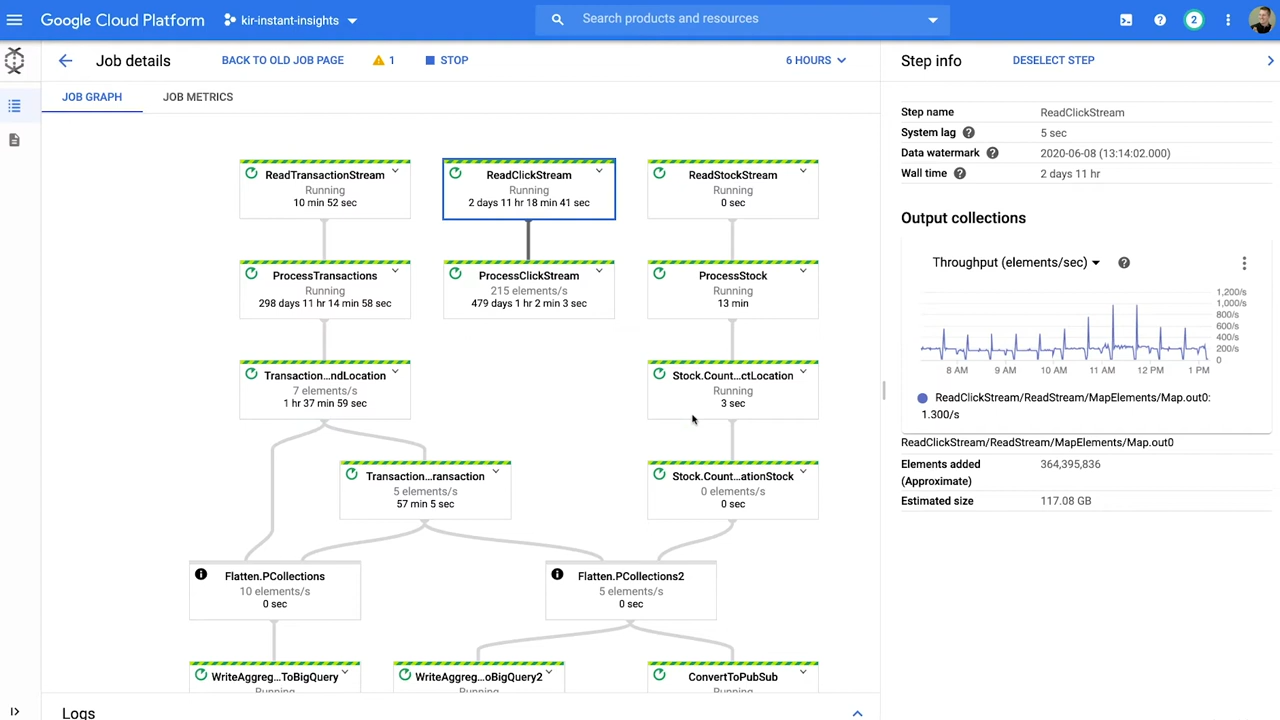 Google Cloud Platform
kir-instant-insights
Search products and resources
2
Job details
BACK TO OLD JOB PAGE
1
STOP
6 HOURS
Step info
DESELECT STEP
JOB GRAPH
JOB METRICS
ReadTransactionStream
Running
10 min 52 sec
ReadClickStream
Running
2 days 11 hr 18 min 41 sec
ReadStockStream
Running
0 sec
ProcessTransactions
Running
298 days 11 hr 14 min 58 sec
ProcessClickStream
215 elements/s
479 days 1 hr 2 min 3 sec
ProcessStock
Running
13 min
Transaction...ndLocation
7 elements/s
1 hr 37 min 59 sec
Stock.Count...ctLocation
Running
3 sec
Transaction...ransaction
5 elements/s
57 min 5 sec
Stock.Count...ationStock
0 elements/s
0 sec
Flatten.PCollections
10 elements/s
0 sec
Flatten.PCollections2
5 elements/s
0 sec
WriteAggreg...ToBigQuery
Running
WriteAggreg...oBigQuery2
Running
ConvertToPubSub
Running
Logs
Step name ReadClickStream
System lag ? 5 sec
Data watermark ? 2020-06-08 (13:14:02.000)
Wall time ? 2 days 11 hr
Output collections
Throughput (elements/sec) ?
1,200/s
1,000/s
800/s
600/s
400/s
200/s
0
8 AM 9 AM 10 AM 11 AM 12 PM 1 PM
ReadClickStream/ReadStream/MapElements/Map.out0:
1.300/s
ReadClickStream/ReadStream/MapElements/Map.out0
Elements added 364,395,836
(Approximate)
Estimated size 117.08 GB